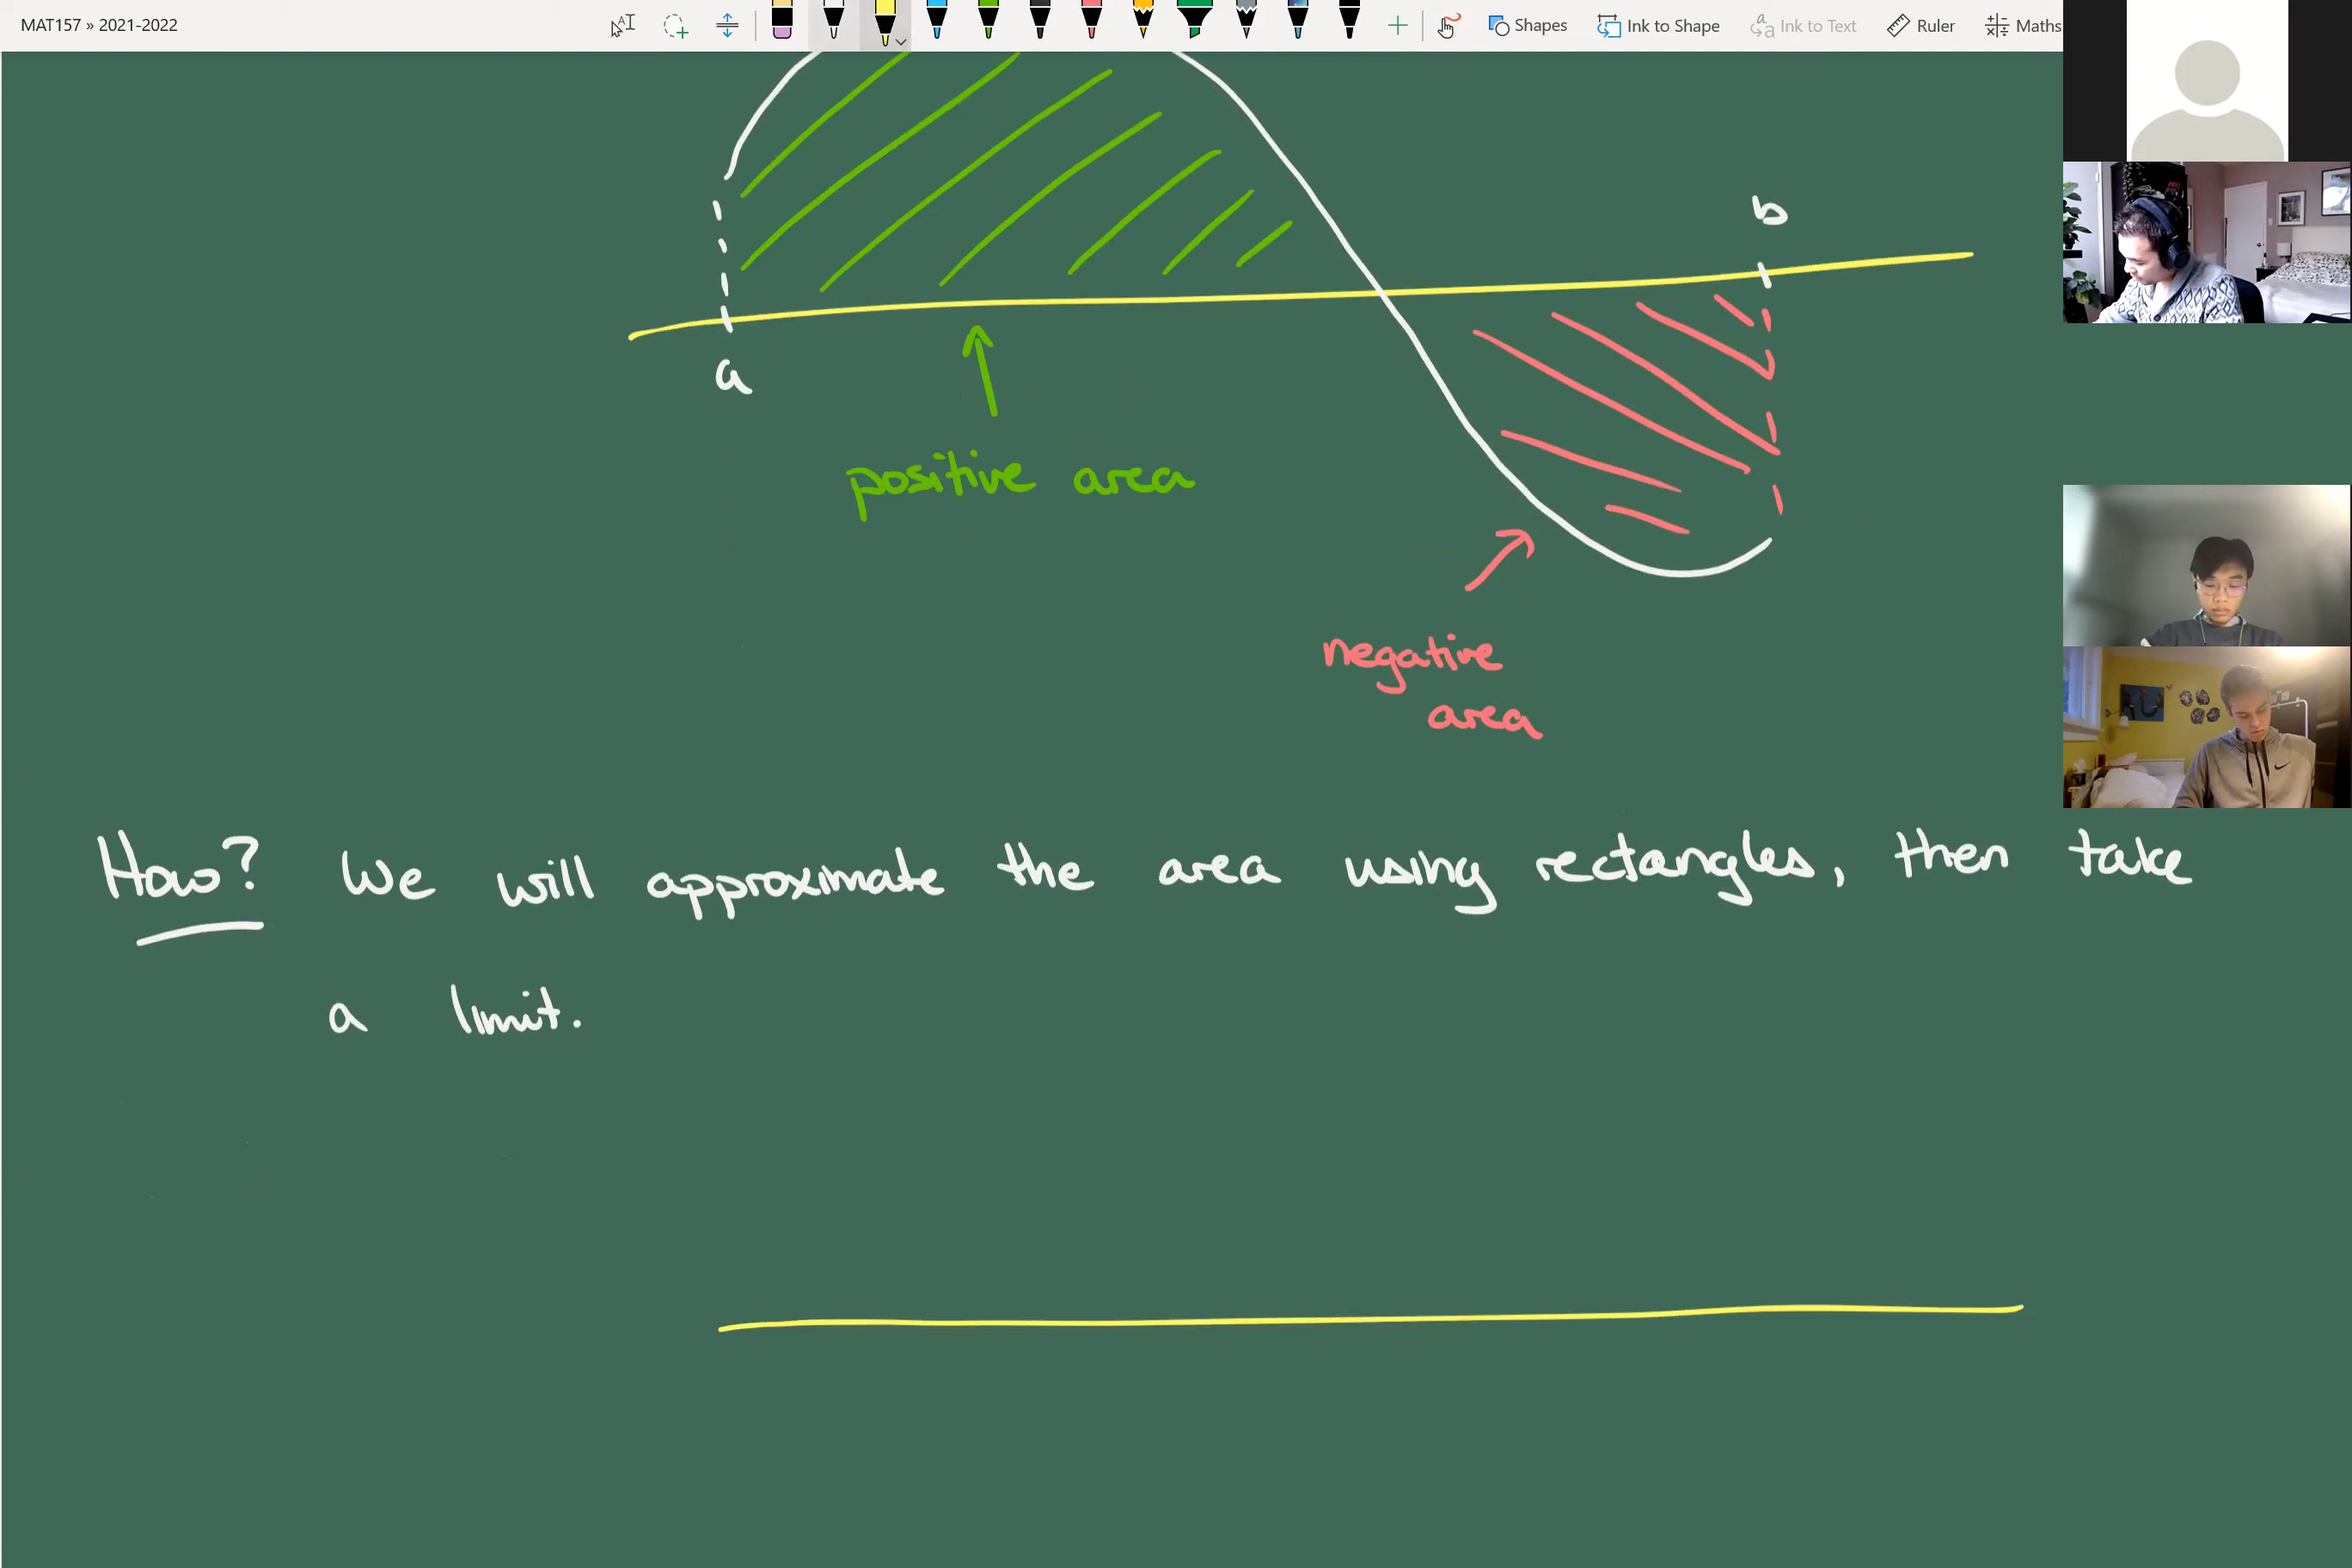 MAT157 » 2021-2022
Shapes
Ink to Shape
Ink to Text
Ruler
Maths
b
a
positive area
negative
area
How? We will approximate the area using rectangles, then take
a limit.